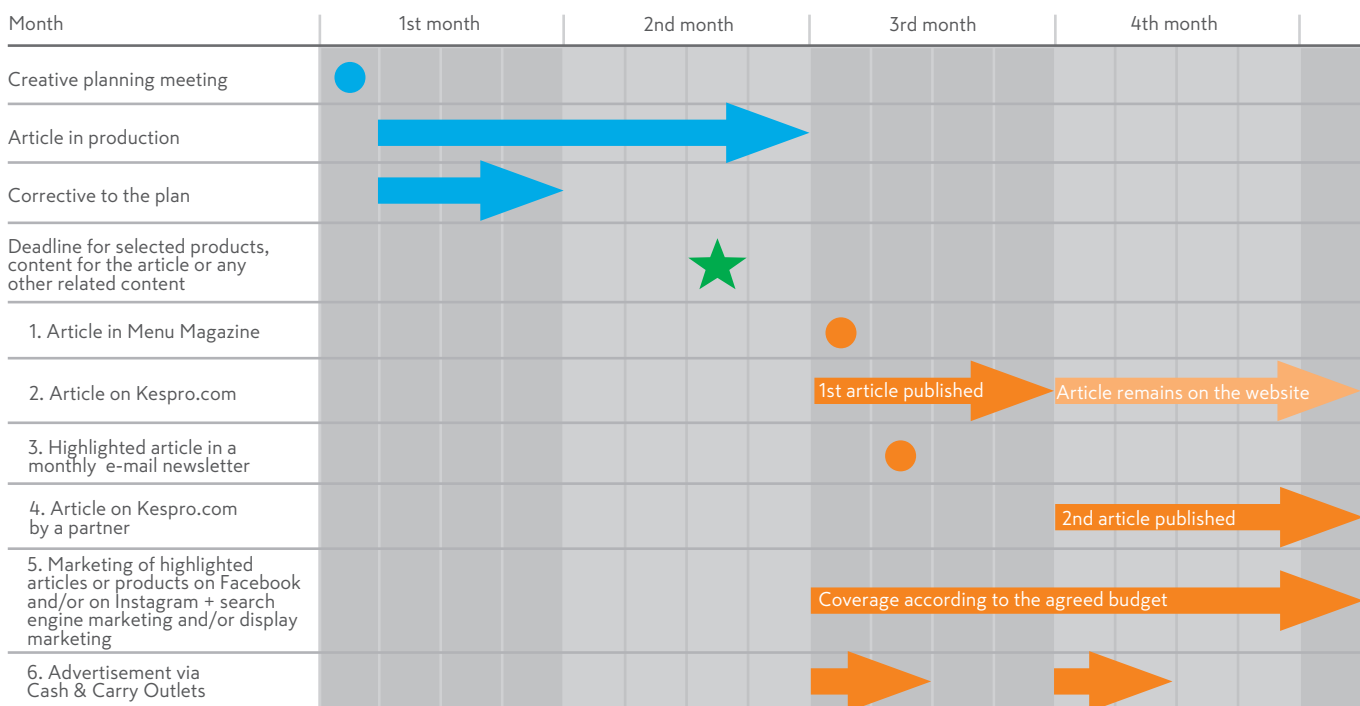 Month
1st month
2nd month
3rd month
4th month
Creative planning meeting
Article in production
Corrective to the plan
Deadline for selected products,
content for the article or any
other related content
1. Article in Menu Magazine
2. Article on Kespro.com
1st article published
Article remains on the website
3. Highlighted article in a
monthly e-mail newsletter
4. Article on Kespro.com
by a partner
2nd article published
5. Marketing of highlighted
articles or products on Facebook
and/or on Instagram + search
engine marketing and/or display
marketing
Coverage according to the agreed budget
6. Advertisement via
Cash & Carry Outlets